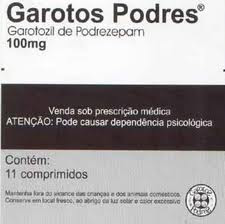 Garotos Podres®
Garotozil de Podrezepam
100mg
Venda sob prescrição médica
ATENÇÃO: Pode causar dependência psicológica
Contém:
11 comprimidos
Mantenha fora do alcance das crianças e dos animais domésticos.
Conserve em local fresco, ao abrigo da luz solar e calor excessivo